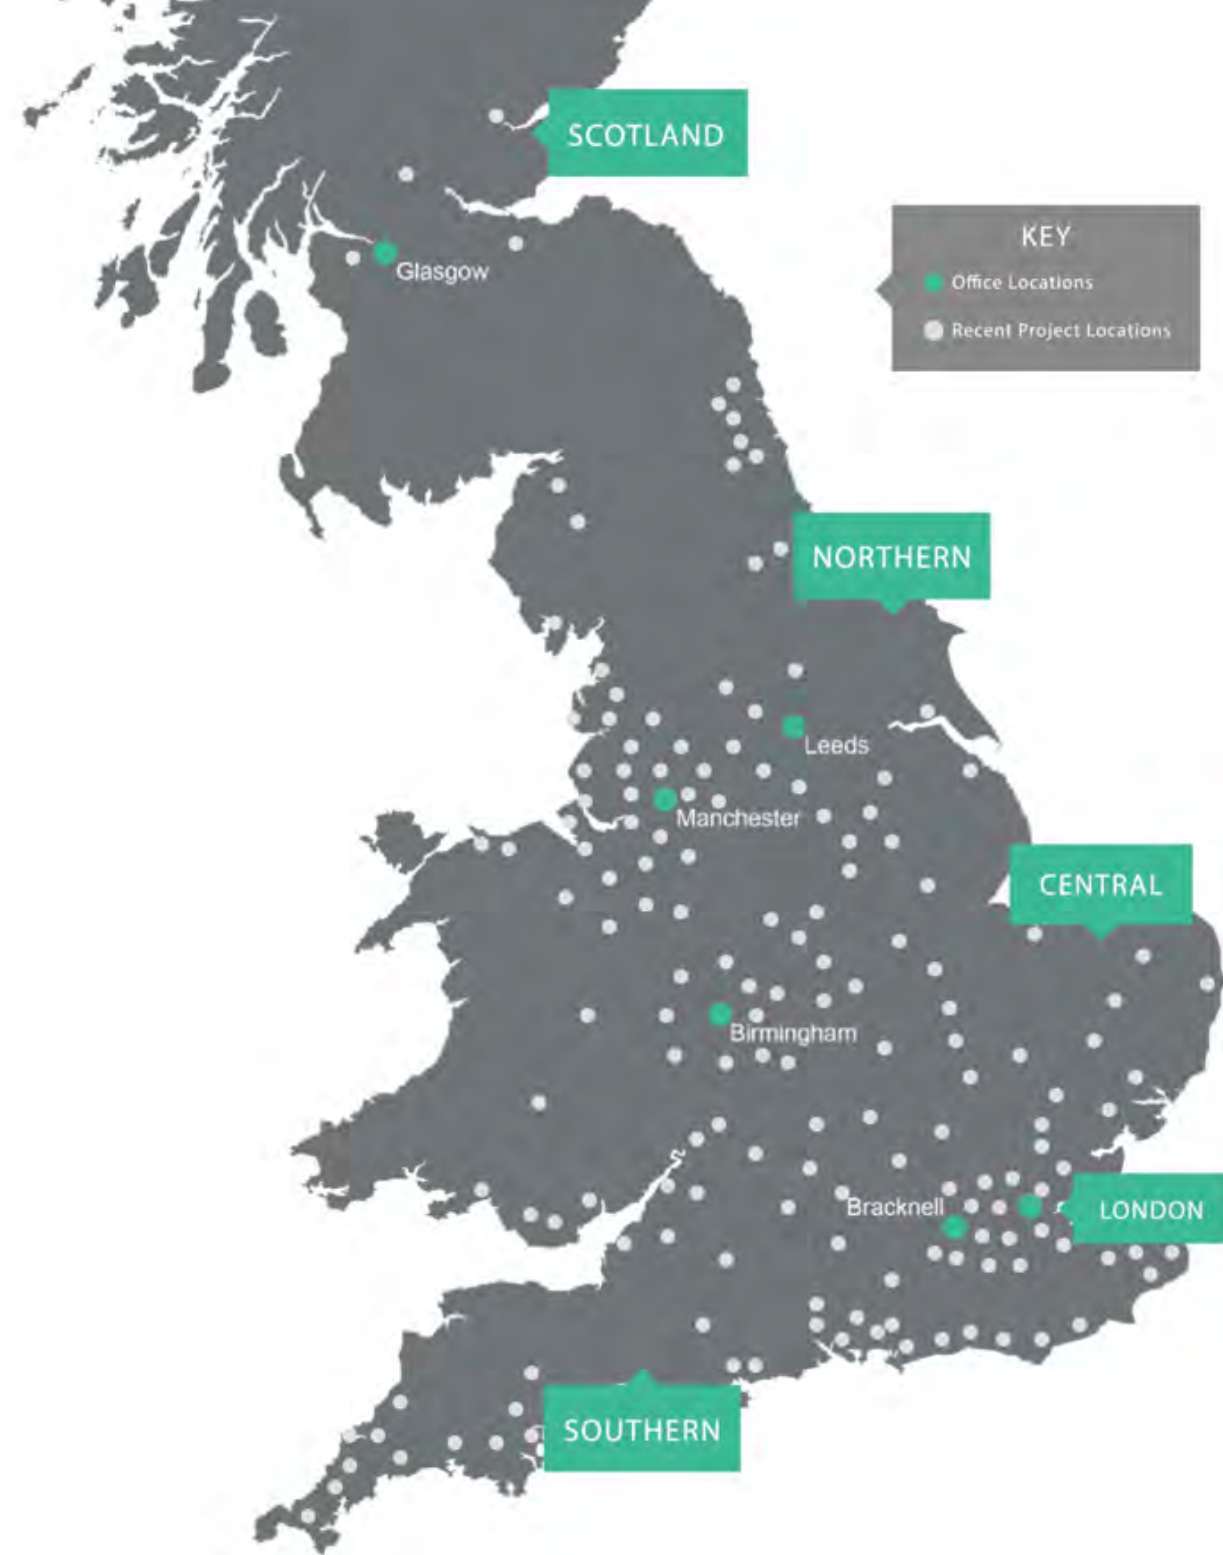 SCOTLAND
KEY
Office Locations
Recent Project Locations
Glasgow
NORTHERN
Leeds
Manchester
CENTRAL
Birmingham
Bracknell
LONDON
SOUTHERN